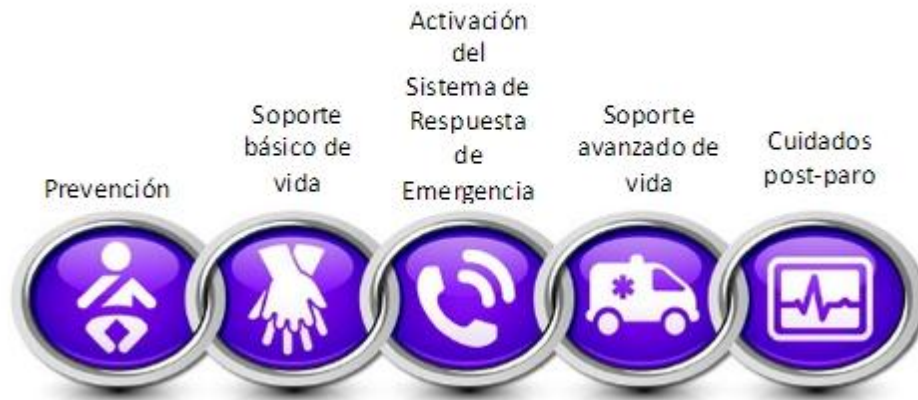 Prevención
Soporte
básico de
vida
Activación
del
Sistema de
Respuesta
de
Emergencia
Soporte
avanzado de
vida
Cuidados
post-paro